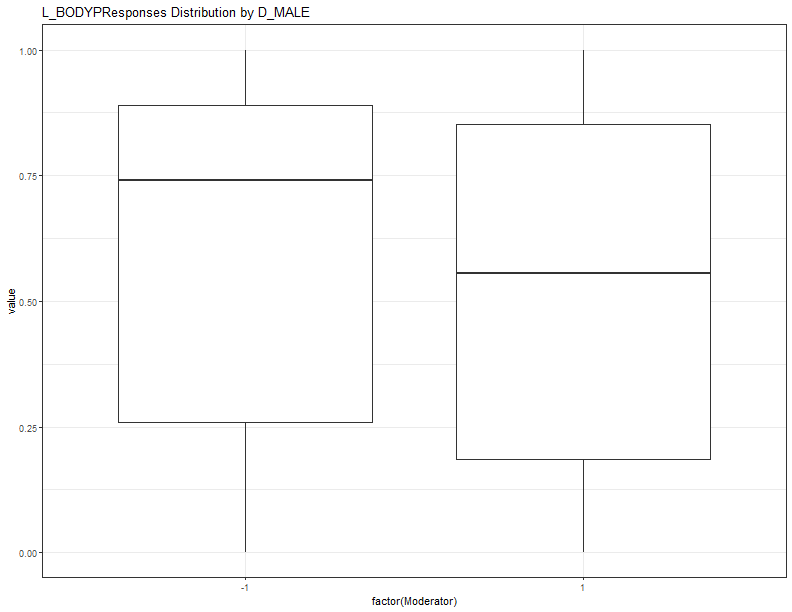 L_BODYPResponses Distribution by D_MALE
1.00
0.75
0.50
0.25
0.00
value
-1
1
factor(Moderator)